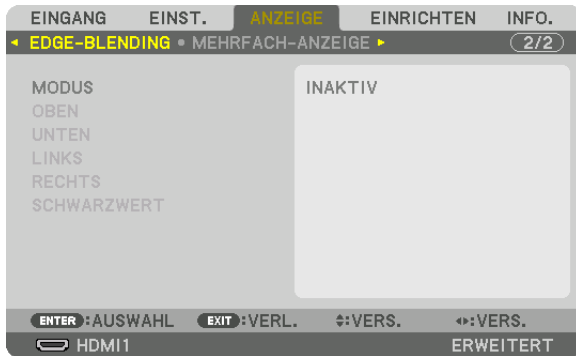 EINGANG EINST. ANZEIGE EINRICHTEN INFO.
EDGE-BLENDING • MEHRFACH-ANZEIGE 2/2
MODUS INAKTIV
OBEN
UNTEN
LINKS
RECHTS
SCHWARZWERT
ENTER :AUSWAHL EXIT :VERL. :VERS. :VERS.
HDMI1 ERWEITERT